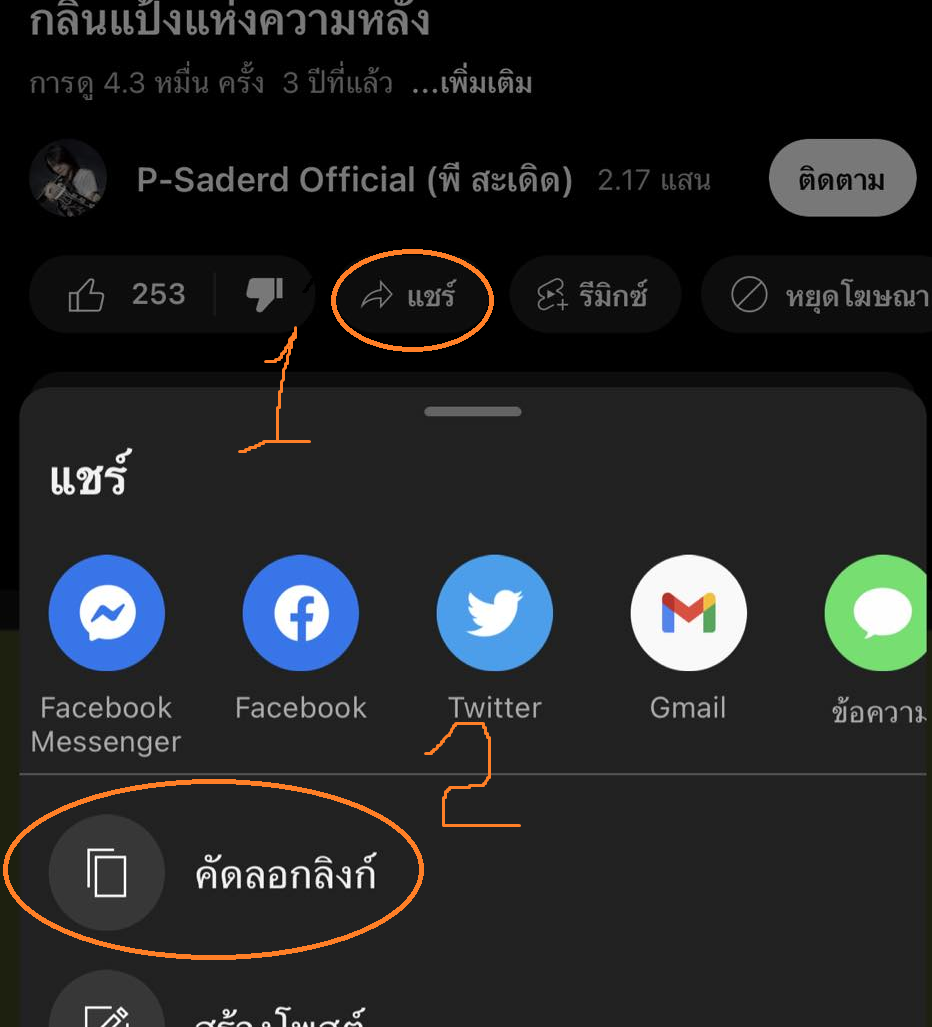 กลิ่นแป้งแห่งความหลัง
การดู 4.3 หมื่น ครั้ง 3 ปีที่แล้ว ...เพิ่มเติม
P-Saderd Official (พี สะเดิด) 2.17 แสน ติดตาม
253 แชร์ รีมิกซ์ หยุดโฆษณา
1
แชร์
Facebook Messenger Facebook Twitter Gmail ข้อความ
2
คัดลอกลิงก์
สร้างโพสต์